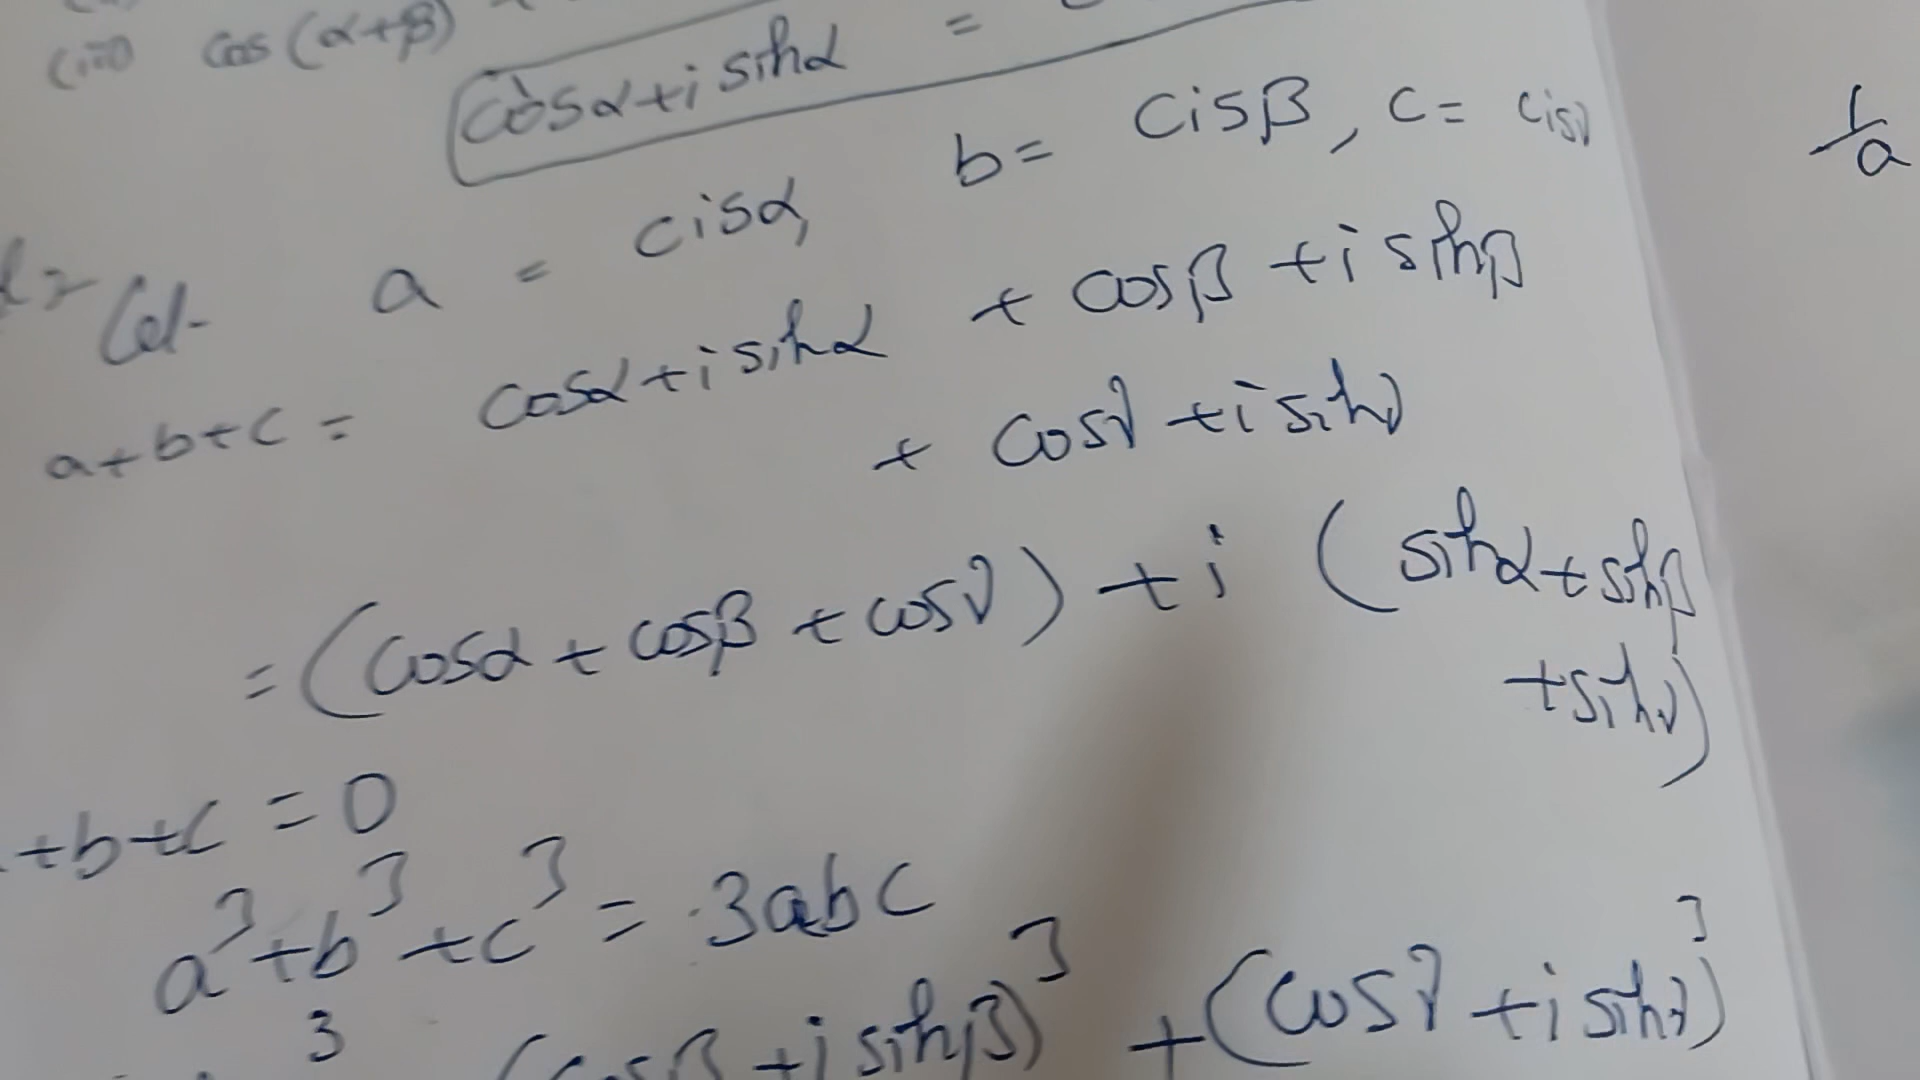 cos(α+β)
cosα+i sinα =
Let a = cisα, b = cisβ, c = cisγ
1/a
a+b+c = cosα+i sinα + cosβ +i sinβ
+ cosγ +i sinγ
= (cosα + cosβ + cosγ) + i (sinα+sinβ
+sinγ)
+b+c = 0
a³+b³+c³ = 3abc
3 (cosβ +i sinβ)³ +(cosγ +i sinγ)³